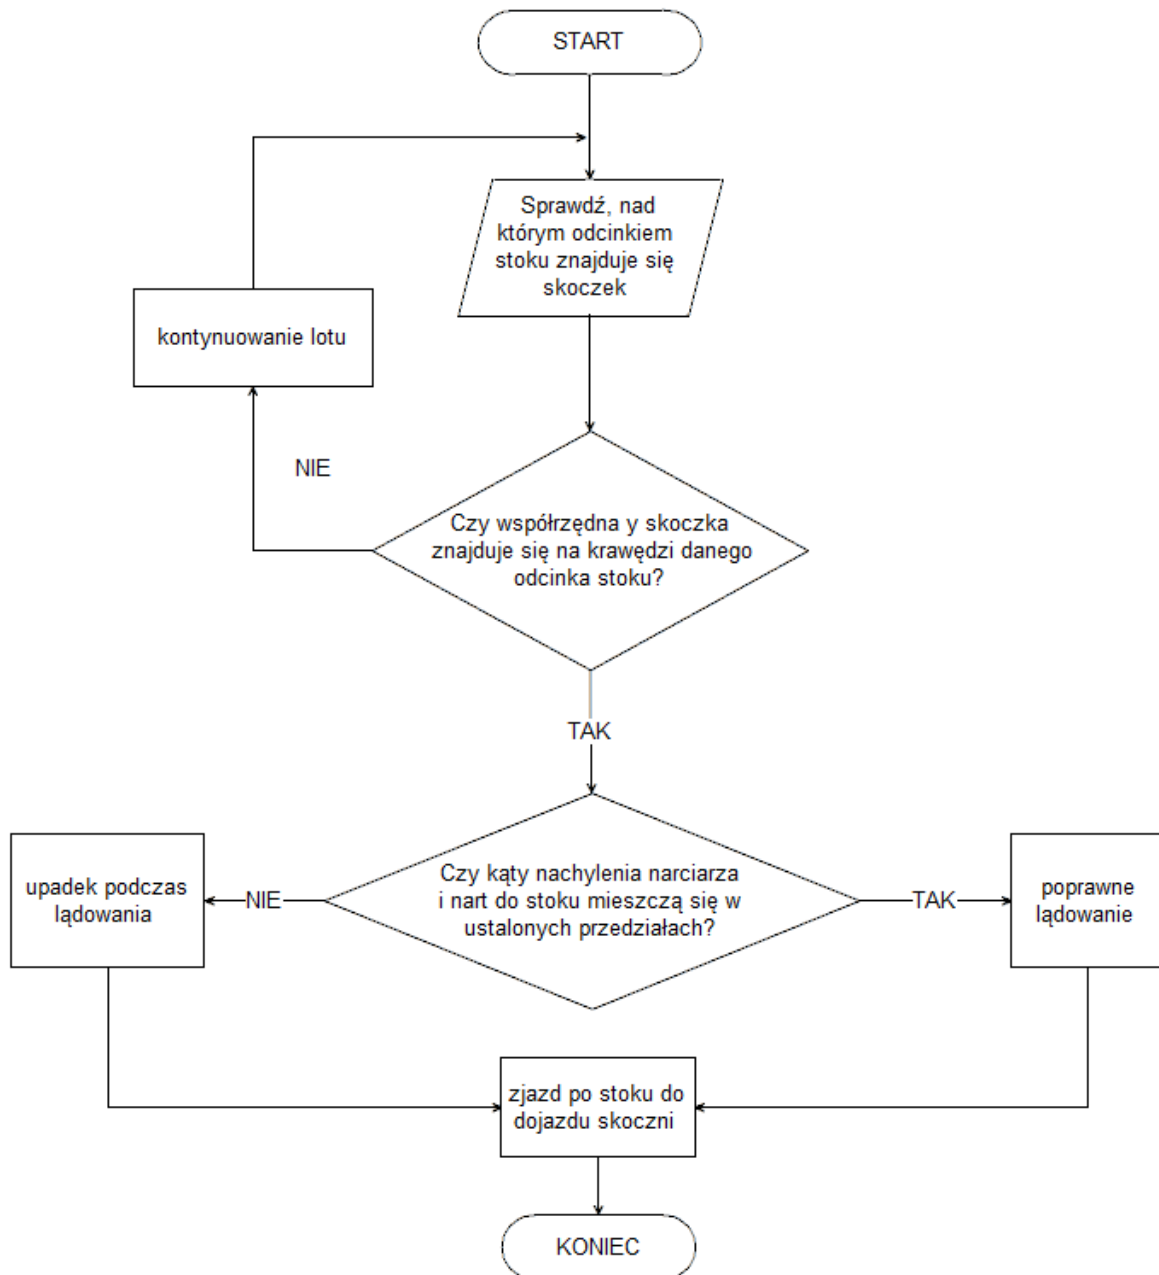 START
Sprawdź, nad
którym odcinkiem
stoku znajduje się
skoczek
kontynuowanie lotu
NIE
Czy współrzędna y skoczka
znajduje się na krawędzi danego
odcinka stoku?
TAK
Czy kąty nachylenia narciarza
i nart do stoku mieszczą się w
ustalonych przedziałach?
NIE
upadek podczas
lądowania
TAK
poprawne
lądowanie
zjazd po stoku do
dojazdu skoczni
KONIEC